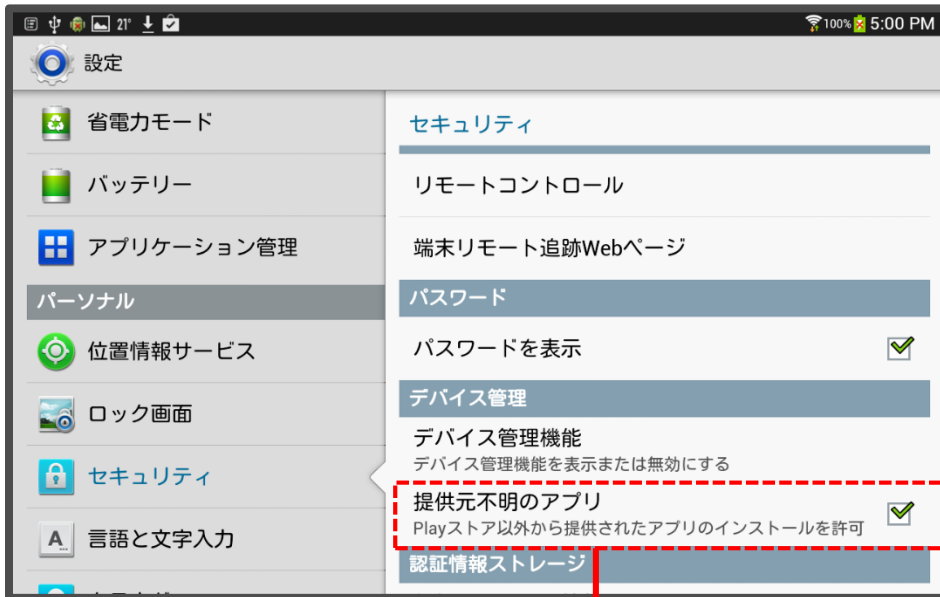 21°
100%
5:00 PM
設定
省電力モード
バッテリー
アプリケーション管理
パーソナル
位置情報サービス
ロック画面
セキュリティ
言語と文字入力
セキュリティ
リモートコントロール
端末リモート追跡Webページ
パスワード
パスワードを表示
デバイス管理
デバイス管理機能
デバイス管理機能を表示または無効にする
提供元不明のアプリ
Playストア以外から提供されたアプリのインストールを許可
認証情報ストレージ